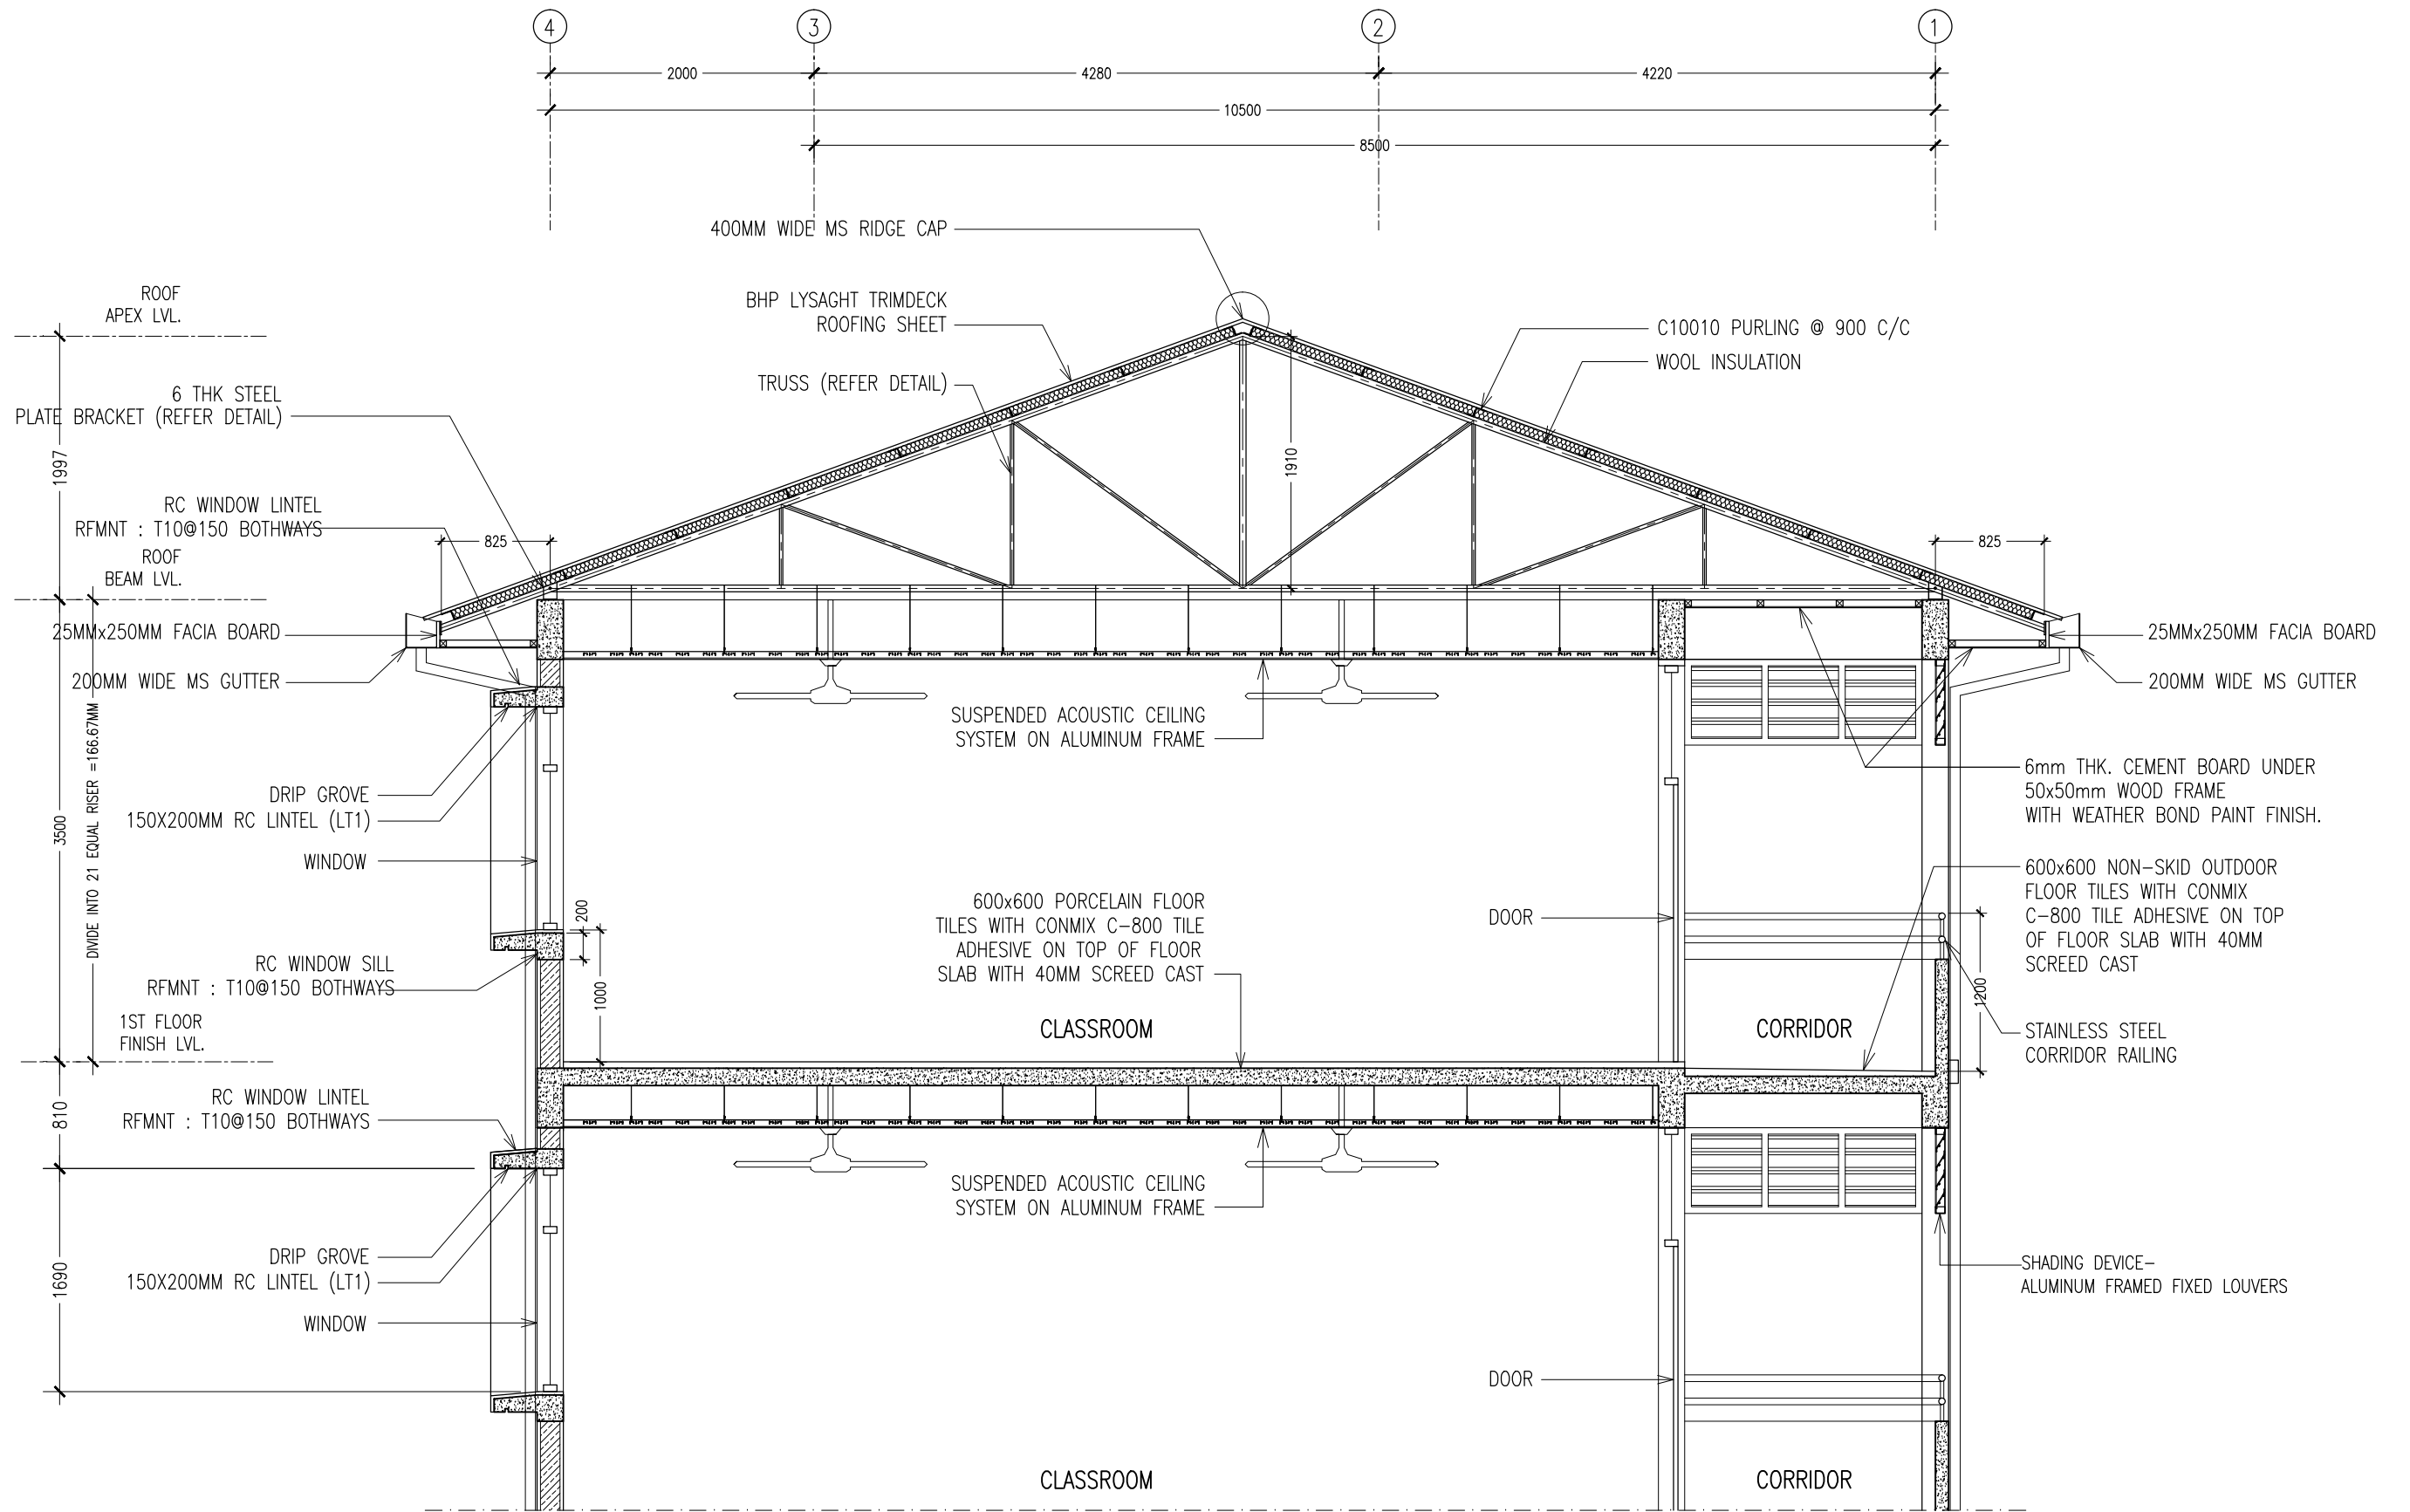 4
3
2
1
2000
4280
4220
10500
8500
400MM WIDE MS RIDGE CAP
ROOF
APEX LVL.
BHP LYSAGHT TRIMDECK
ROOFING SHEET
C10010 PURLING @ 900 C/C
WOOL INSULATION
TRUSS (REFER DETAIL)
6 THK STEEL
PLATE BRACKET (REFER DETAIL)
1997
1910
RC WINDOW LINTEL
RFMNT : T10@150 BOTHWAYS
825
825
ROOF
BEAM LVL.
25MMx250MM FACIA BOARD
25MMx250MM FACIA BOARD
200MM WIDE MS GUTTER
200MM WIDE MS GUTTER
SUSPENDED ACOUSTIC CEILING
SYSTEM ON ALUMINUM FRAME
DRIP GROVE
150X200MM RC LINTEL (LT1)
6mm THK. CEMENT BOARD UNDER
50x50mm WOOD FRAME
WITH WEATHER BOND PAINT FINISH.
3500
DIVIDE INTO 21 EQUAL RISER =166.67MM
WINDOW
600x600 NON-SKID OUTDOOR
FLOOR TILES WITH CONMIX
C-800 TILE ADHESIVE ON TOP
OF FLOOR SLAB WITH 40MM
SCREED CAST
600x600 PORCELAIN FLOOR
TILES WITH CONMIX C-800 TILE
ADHESIVE ON TOP OF FLOOR
SLAB WITH 40MM SCREED CAST
DOOR
200
1000
1200
RC WINDOW SILL
RFMNT : T10@150 BOTHWAYS
1ST FLOOR
FINISH LVL.
CLASSROOM
CORRIDOR
STAINLESS STEEL
CORRIDOR RAILING
RC WINDOW LINTEL
RFMNT : T10@150 BOTHWAYS
810
SUSPENDED ACOUSTIC CEILING
SYSTEM ON ALUMINUM FRAME
DRIP GROVE
150X200MM RC LINTEL (LT1)
1690
SHADING DEVICE-
ALUMINUM FRAMED FIXED LOUVERS
WINDOW
DOOR
CLASSROOM
CORRIDOR